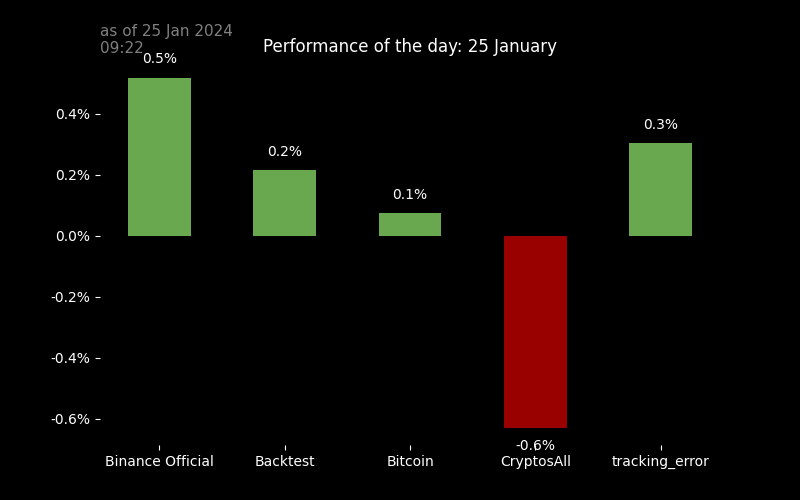 as of 25 Jan 2024
09:22
Performance of the day: 25 January
0.5%
0.2%
0.1%
-0.6%
0.3%
0.4%
0.2%
0.0%
-0.2%
-0.4%
-0.6%
Binance Official
Backtest
Bitcoin
CryptosAll
tracking_error